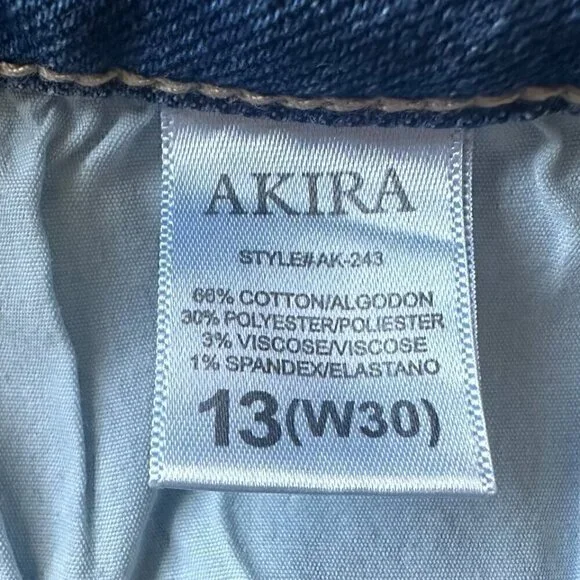 AKIRA
STYLE#AK-243
66% COTTON/ALGODON
30% POLYESTER/POLIESTER
3% VISCOSE/VISCOSE
1% SPANDEX/ELASTANO
13(W30)